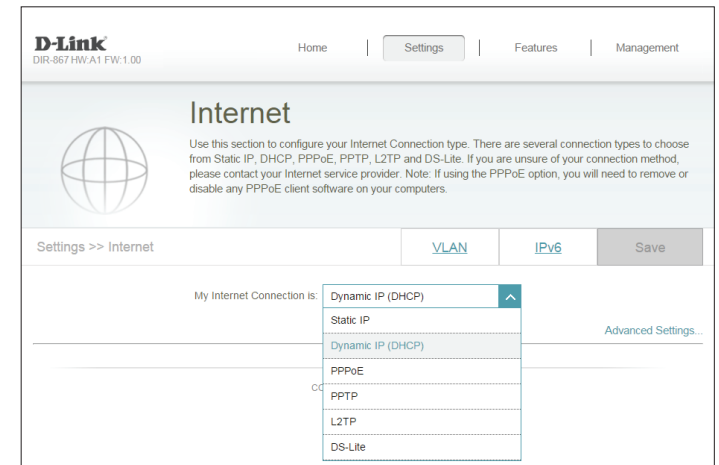 D-Link
DIR-867 HW:A1 FW:1.00
Home | Settings | Features | Management
Internet
Use this section to configure your Internet Connection type. There are several connection types to choose
from Static IP, DHCP, PPPoE, PPTP, L2TP and DS-Lite. If you are unsure of your connection method,
please contact your Internet service provider. Note: If using the PPPoE option, you will need to remove or
disable any PPPoE client software on your computers.
Settings >> Internet VLAN IPv6 Save
My Internet Connection is: Dynamic IP (DHCP)
Static IP
Advanced Settings...
Dynamic IP (DHCP)
PPPoE
PPTP
L2TP
DS-Lite